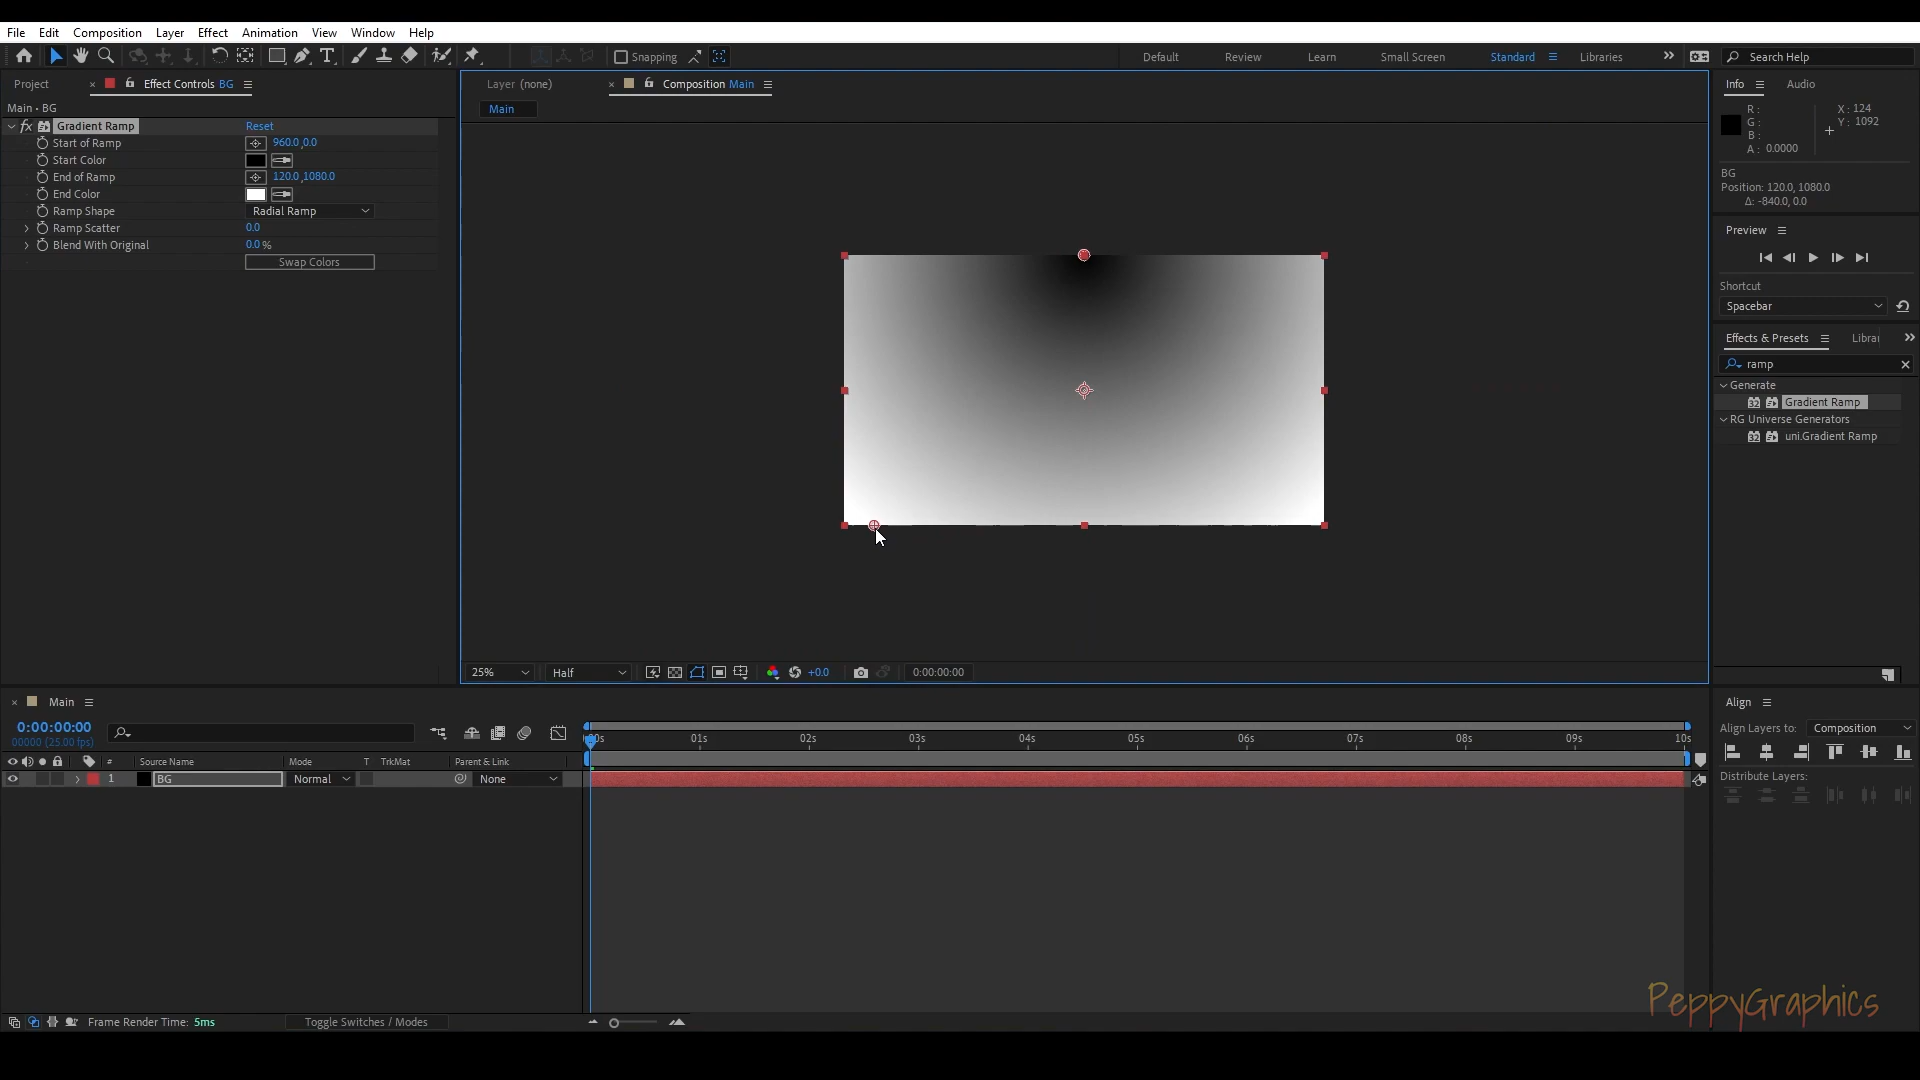 File Edit Composition Layer Effect Animation View Window Help
Snapping Default Review Learn Small Screen Standard Libraries Search Help
Project Effect Controls BG
Main • BG
fx Gradient Ramp Reset
Start of Ramp 960.0,0.0
Start Color
End of Ramp 120.0,1080.0
End Color
Ramp Shape Radial Ramp
Ramp Scatter 0.0
Blend With Original 0.0 %
Swap Colors
Layer (none) Composition Main
Main
25% Half +0.0 0:00:00:00
Info Audio
R : X : 124
G : Y : 1092
B :
A : 0.0000
BG
Position: 120.0, 1080.0
Δ: -840.0, 0.0
Preview
Shortcut
Spacebar
Effects & Presets Librar
ramp
Generate
32 Gradient Ramp
RG Universe Generators
32 uni.Gradient Ramp
Main
0:00:00:00
00000 (25.00 fps)
# Source Name Mode T TrkMat Parent & Link
1 BG Normal None
00s 01s 02s 03s 04s 05s 06s 07s 08s 09s 10s
Frame Render Time: 5ms Toggle Switches / Modes
Align
Align Layers to: Composition
Distribute Layers:
PeppyGraphics